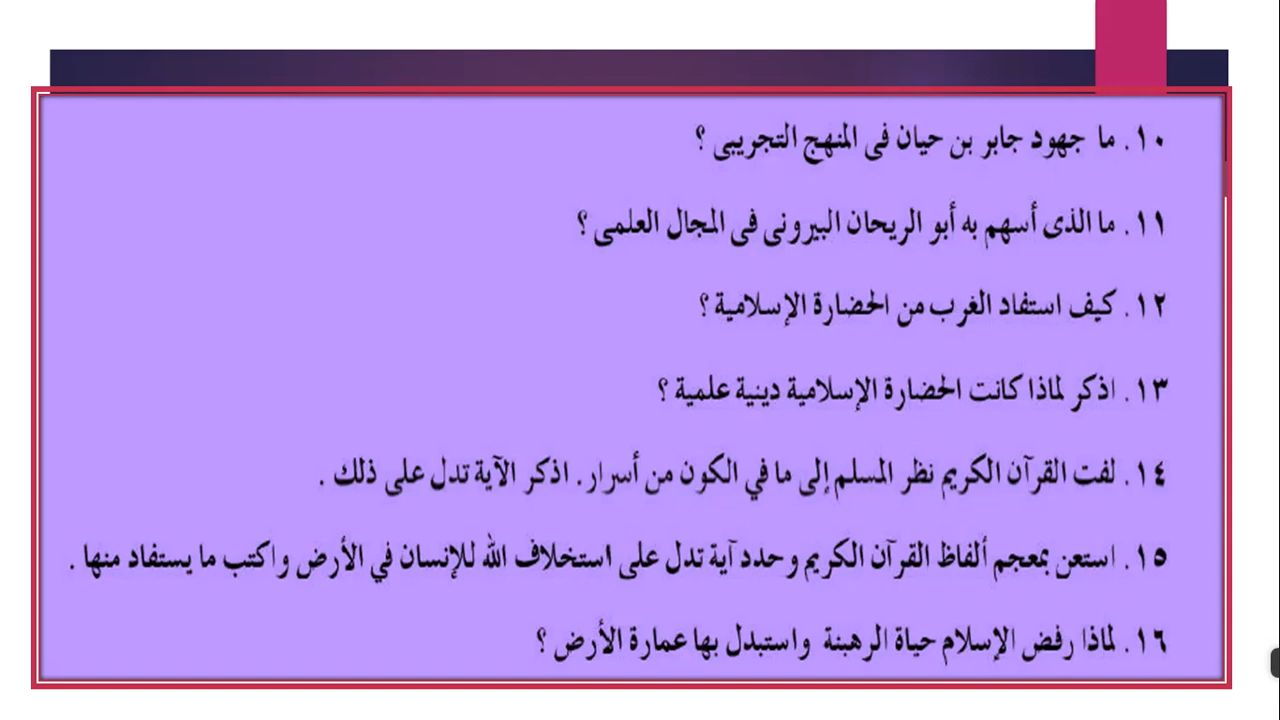 ١٠. ما جهود جابر بن حيان فى المنهج التجريبى ؟
١١. ما الذى أسهم به أبو الريحان البيرونى فى المجال العلمى ؟
١٢. كيف استفاد الغرب من الحضارة الإسلامية ؟
١٣. اذكر لماذا كانت الحضارة الإسلامية دينية علمية ؟
١٤. لفت القرآن الكريم نظر المسلم إلى ما في الكون من أسرار. اذكر الآية تدل على ذلك .
١٥. استعن بمعجم ألفاظ القرآن الكريم وحدد آية تدل على استخلاف الله للإنسان في الأرض واكتب ما يستفاد منها .
١٦. لماذا رفض الإسلام حياة الرهبنة واستبدل بها عمارة الأرض ؟